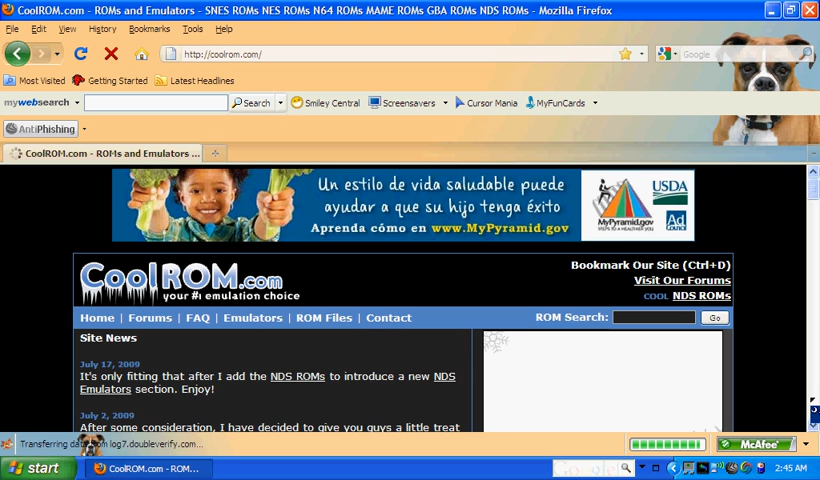 CoolROM.com - ROMs and Emulators - SNES ROMs NES ROMs N64 ROMs MAME ROMs GBA ROMs NDS ROMs - Mozilla Firefox
File Edit View History Bookmarks Tools Help
http://coolrom.com/
Google
Most Visited Getting Started Latest Headlines
mywebsearch Search Smiley Central Screensavers Cursor Mania MyFunCards
AntiPhishing
CoolROM.com - ROMs and Emulators ...
Un estilo de vida saludable puede
ayudar a que su hijo tenga éxito
Aprenda cómo en www.MyPyramid.gov
MyPyramid.gov
STEPS TO A HEALTHIER YOU
USDA
Ad
Council
CoolROM.com
your #1 emulation choice
Bookmark Our Site (Ctrl+D)
Visit Our Forums
COOL NDS ROMs
Home | Forums | FAQ | Emulators | ROM Files | Contact
ROM Search: Go
Site News
July 17, 2009
It's only fitting that after I add the NDS ROMs to introduce a new NDS
Emulators section. Enjoy!
July 2, 2009
After some consideration, I have decided to give you guys a little treat
Transferring dat om log7.doubleverify.com...
McAfee
start CoolROM.com - ROM... Google 2:45 AM